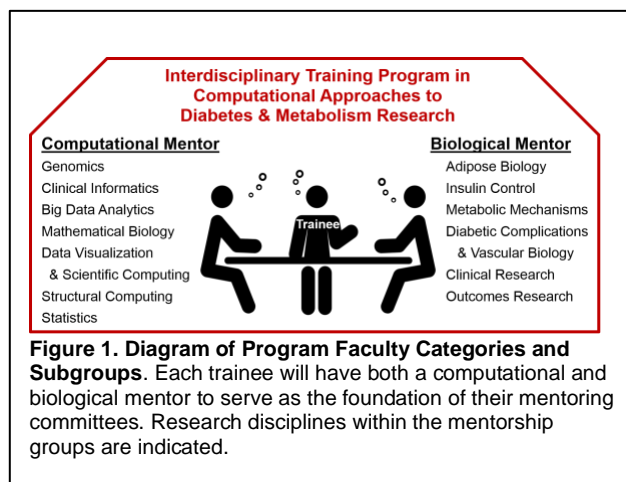 Interdisciplinary Training Program in
Computational Approaches to
Diabetes & Metabolism Research
Computational Mentor
Genomics
Clinical Informatics
Big Data Analytics
Mathematical Biology
Data Visualization
& Scientific Computing
Structural Computing
Statistics
Trainee
Biological Mentor
Adipose Biology
Insulin Control
Metabolic Mechanisms
Diabetic Complications
& Vascular Biology
Clinical Research
Outcomes Research
Figure 1. Diagram of Program Faculty Categories and
Subgroups. Each trainee will have both a computational and
biological mentor to serve as the foundation of their mentoring
committees. Research disciplines within the mentorship
groups are indicated.